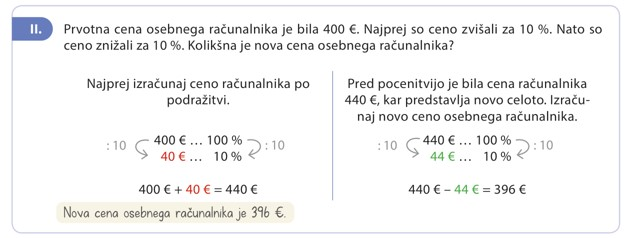 II.
Prvotna cena osebnega računalnika je bila 400 €. Najprej so ceno zvišali za 10 %. Nato so
ceno znižali za 10 %. Kolikšna je nova cena osebnega računalnika?
Najprej izračunaj ceno računalnika po
podražitvi.
: 10 400 € … 100 % : 10
40 € … 10 %
400 € + 40 € = 440 €
Pred pocenitvijo je bila cena računalnika
440 €, kar predstavlja novo celoto. Izraču-
naj novo ceno osebnega računalnika.
: 10 440 € … 100 % : 10
44 € … 10 %
440 € – 44 € = 396 €
Nova cena osebnega računalnika je 396 €.